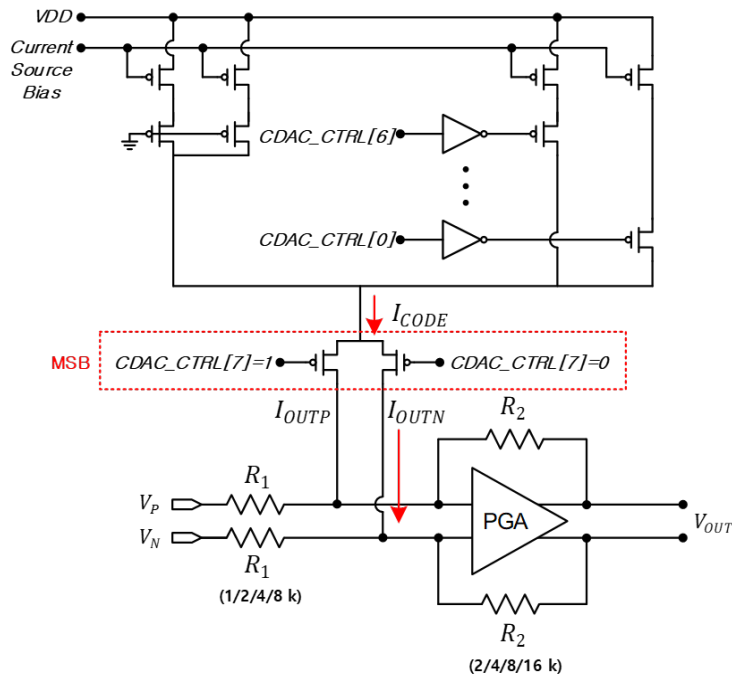 VDD
Current
Source
Bias
CDAC_CTRL[6]
CDAC_CTRL[0]
I_CODE
MSB
CDAC_CTRL[7]=1
CDAC_CTRL[7]=0
I_OUTP
I_OUTN
R_2
R_1
V_P
PGA
V_OUT
V_N
R_1
(1/2/4/8 k)
R_2
(2/4/8/16 k)